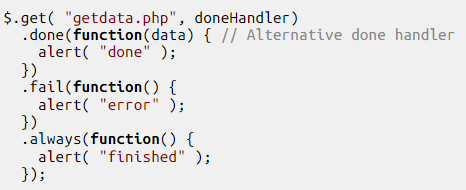 $.get( "getdata.php", doneHandler)
  .done(function(data) { // Alternative done handler
    alert( "done" );
  })
  .fail(function() {
    alert( "error" );
  })
  .always(function() {
    alert( "finished" );
  });